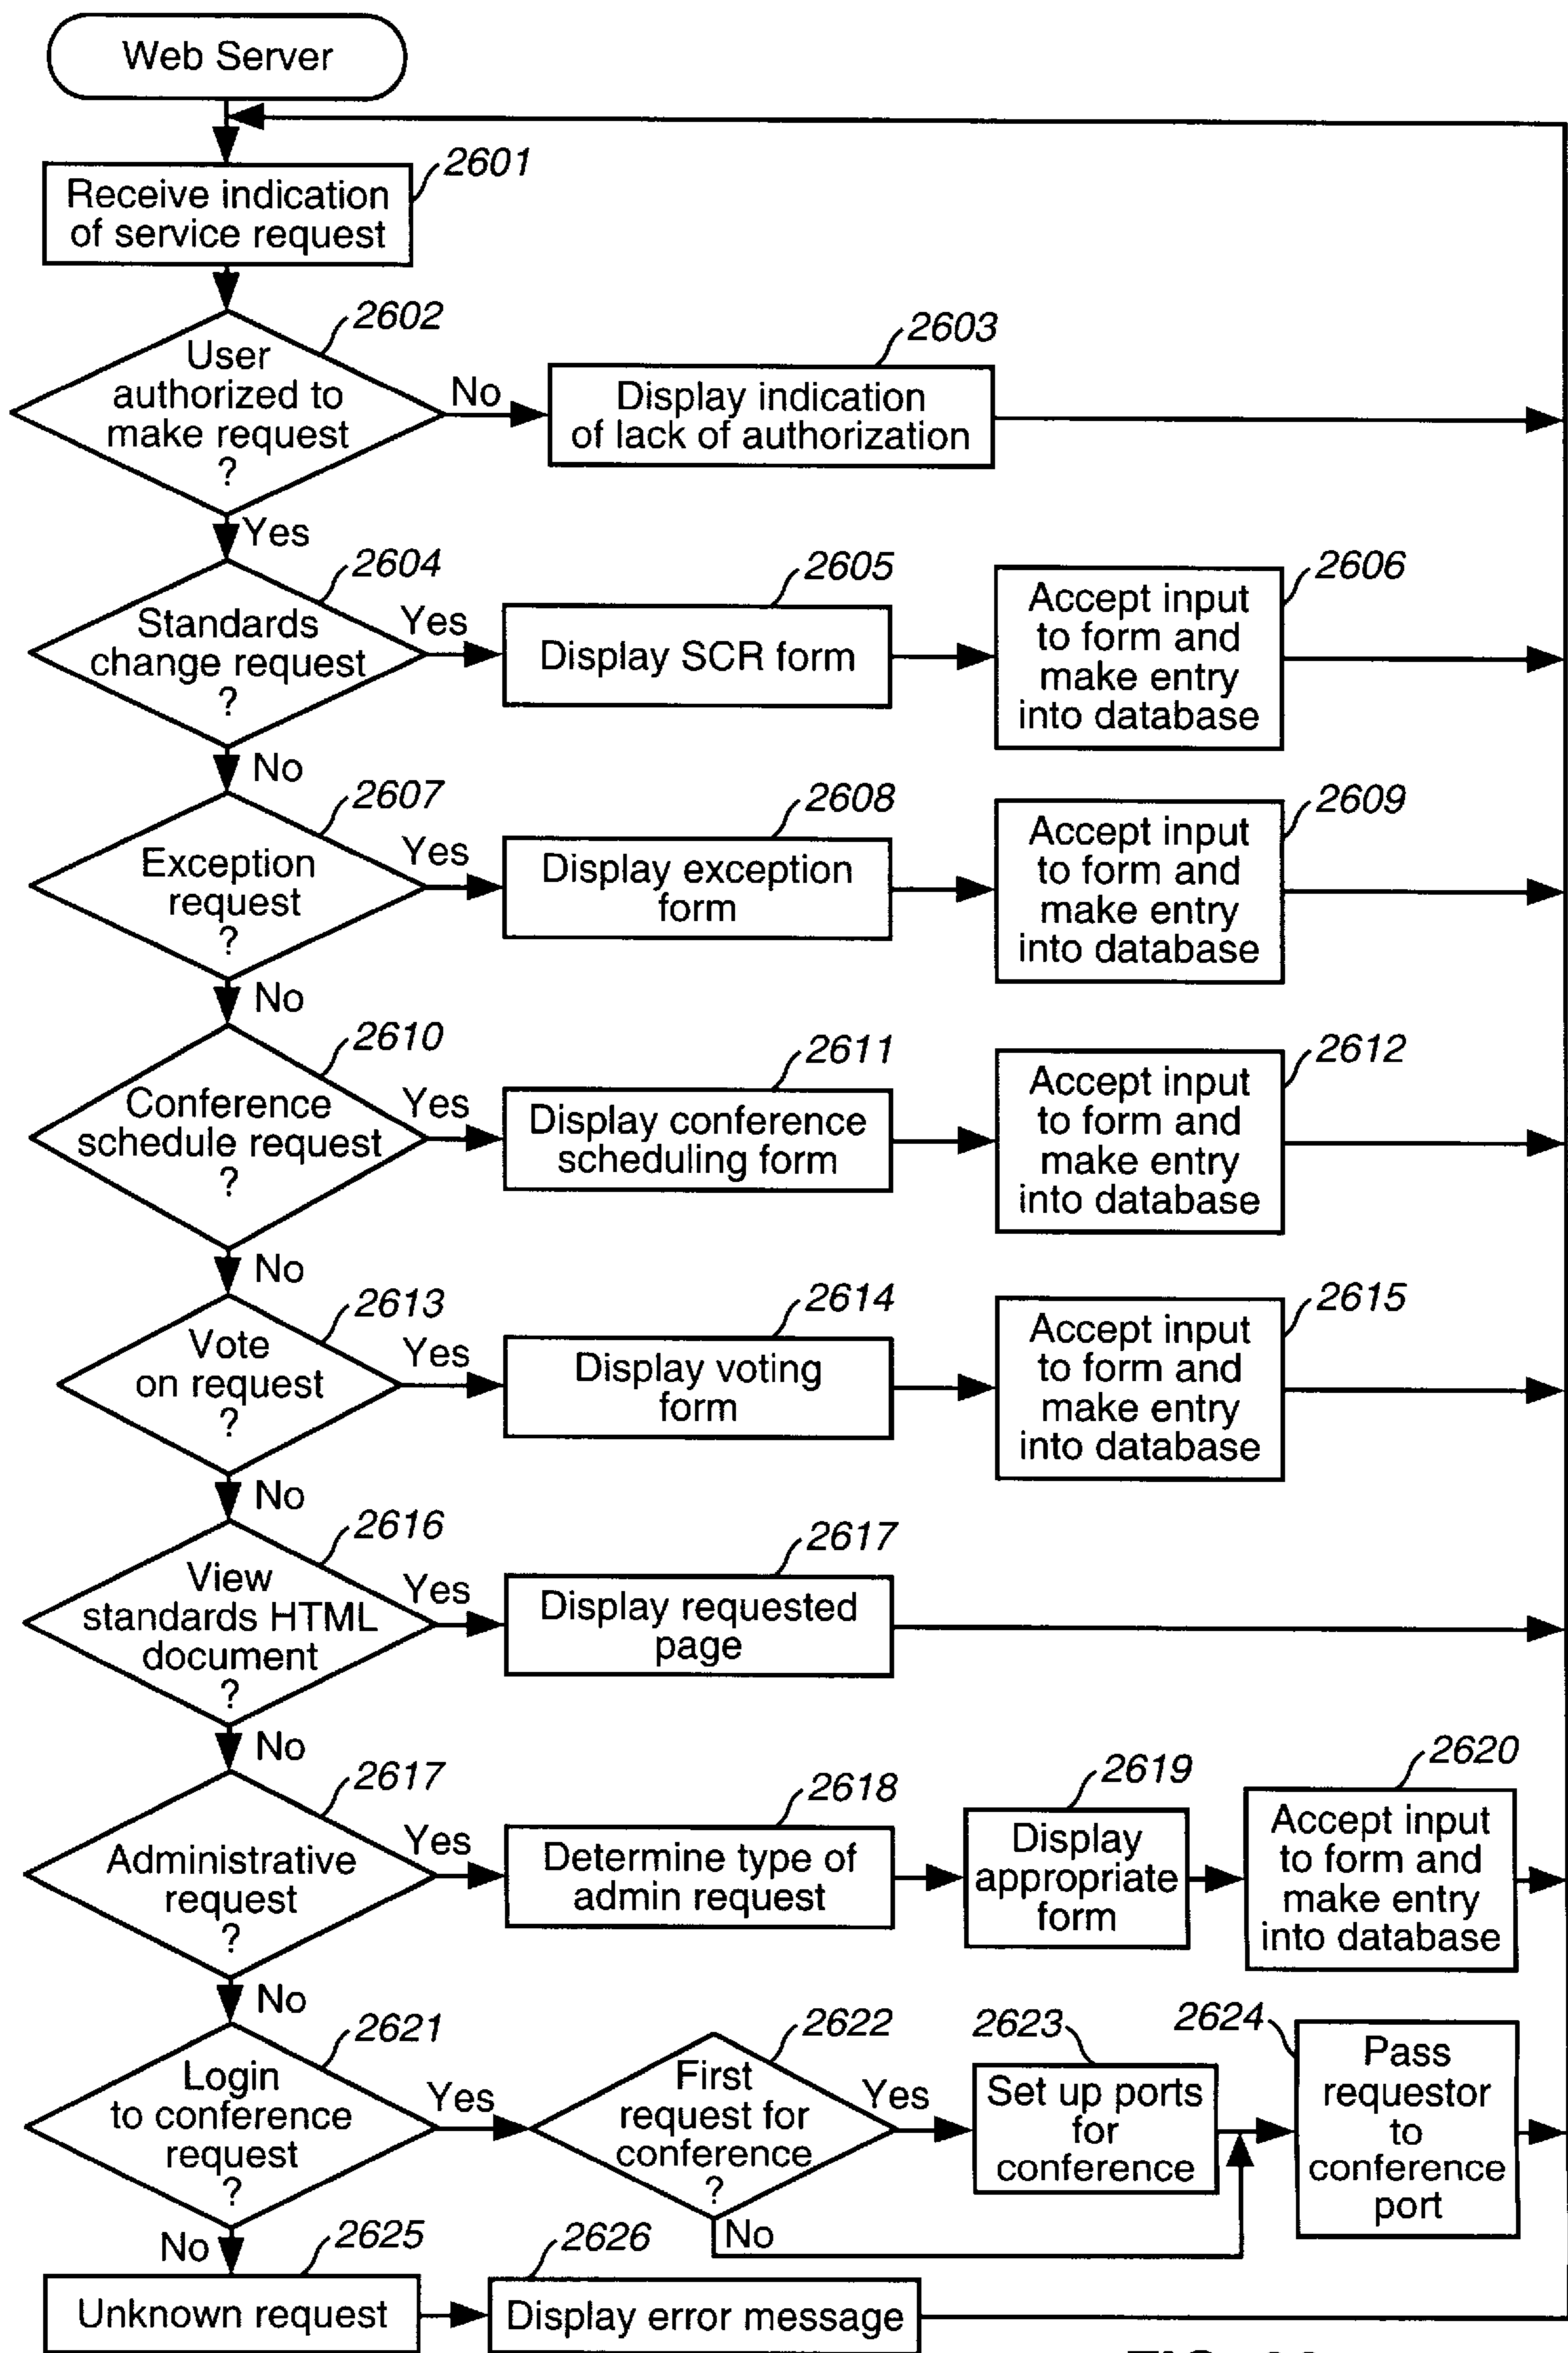 Web Server
2601
Receive indication
of service request
2602
User
authorized to
make request
?
No
2603
Display indication
of lack of authorization
Yes
2604
Standards
change request
?
Yes
2605
Display SCR form
2606
Accept input
to form and
make entry
into database
No
2607
Exception
request
?
Yes
2608
Display exception
form
2609
Accept input
to form and
make entry
into database
No
2610
Conference
schedule request
?
Yes
2611
Display conference
scheduling form
2612
Accept input
to form and
make entry
into database
No
2613
Vote
on request
?
Yes
2614
Display voting
form
2615
Accept input
to form and
make entry
into database
No
2616
View
standards HTML
document
?
Yes
2617
Display requested
page
No
2617
Administrative
request
?
Yes
2618
Determine type of
admin request
2619
Display
appropriate
form
2620
Accept input
to form and
make entry
into database
No
2621
Login
to conference
request
?
Yes
2622
First
request for
conference
?
Yes
2623
Set up ports
for
conference
2624
Pass
requestor
to
conference
port
No
No
2625
Unknown request
2626
Display error message